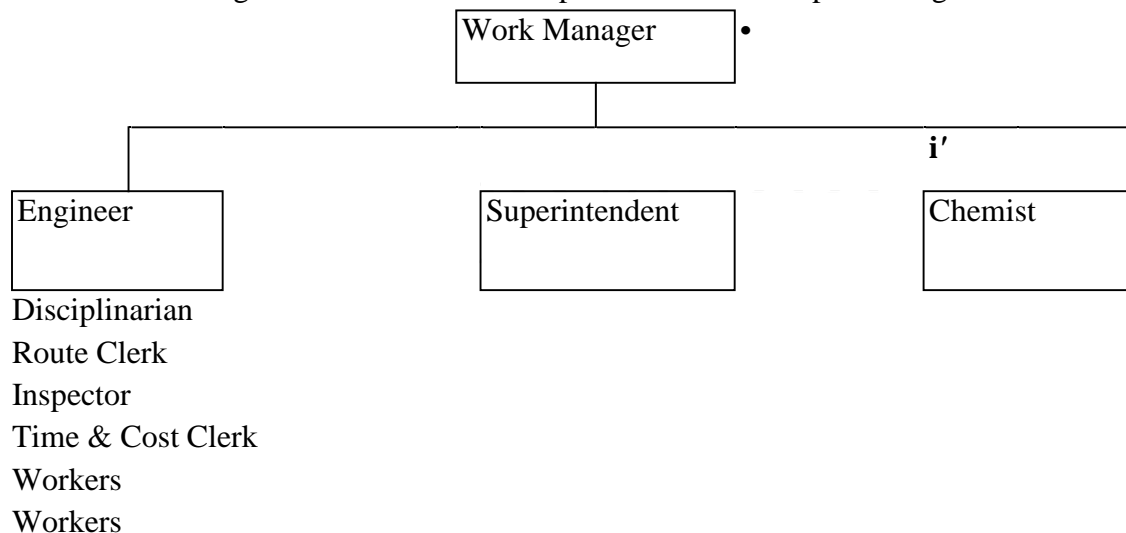 Work Manager •
i′
Engineer Superintendent Chemist
Disciplinarian
Route Clerk
Inspector
Time & Cost Clerk
Workers
Workers